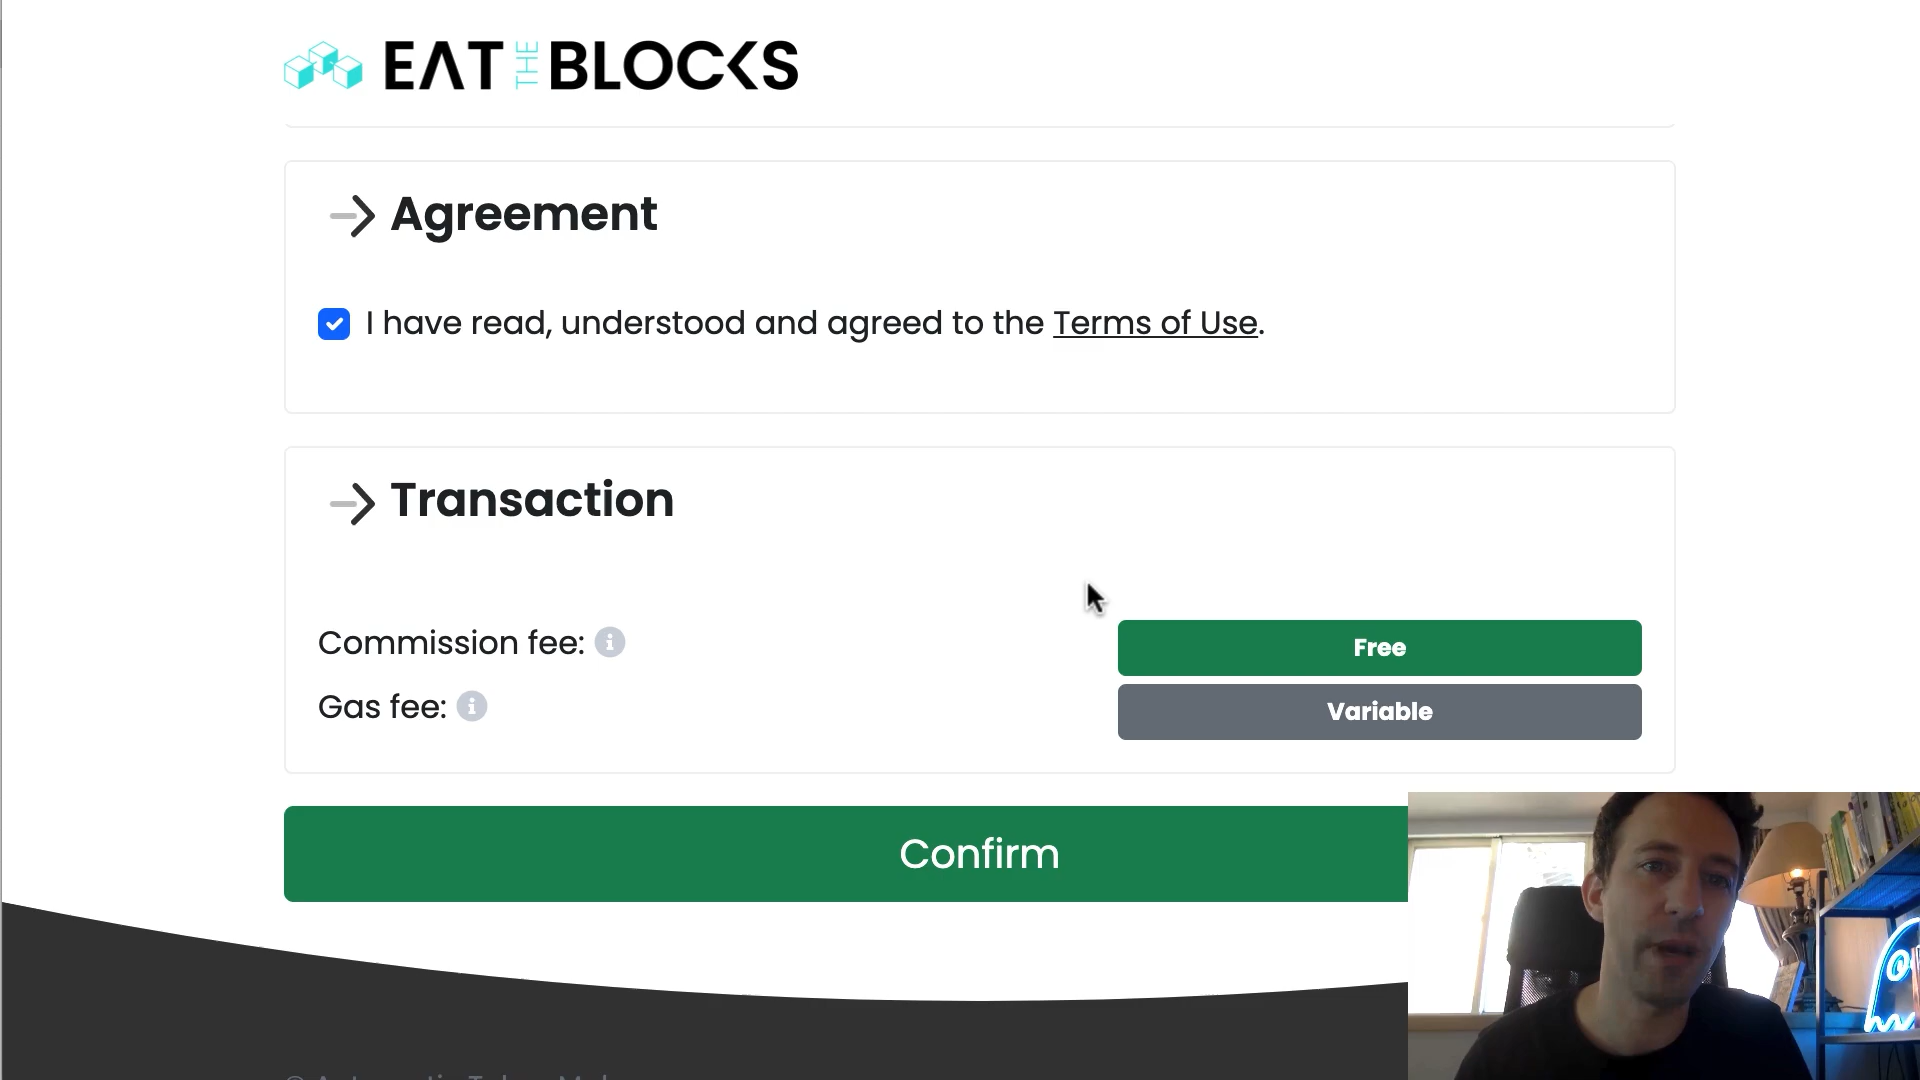 EAT THE BLOCKS
Agreement
I have read, understood and agreed to the Terms of Use.
Transaction
Commission fee:
Free
Gas fee:
Variable
Confirm